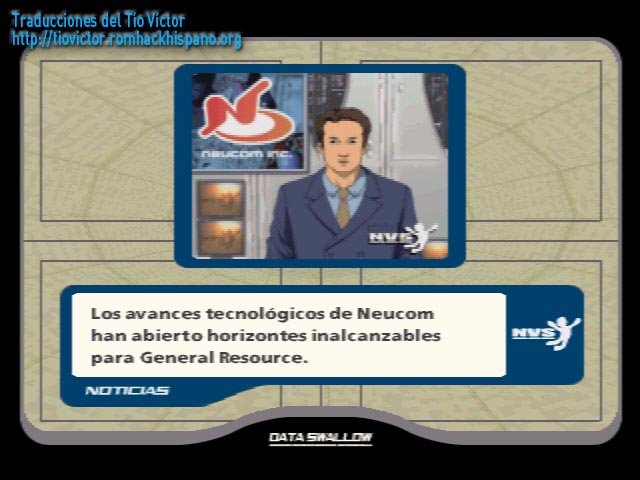 Traducciones del Tio Victor
http://tiovictor.romhackhispano.org
NEUCOM INC.
NVS
Los avances tecnológicos de Neucom
han abierto horizontes inalcanzables
para General Resource.
NVS
NOTICIAS
DATA SWALLOW